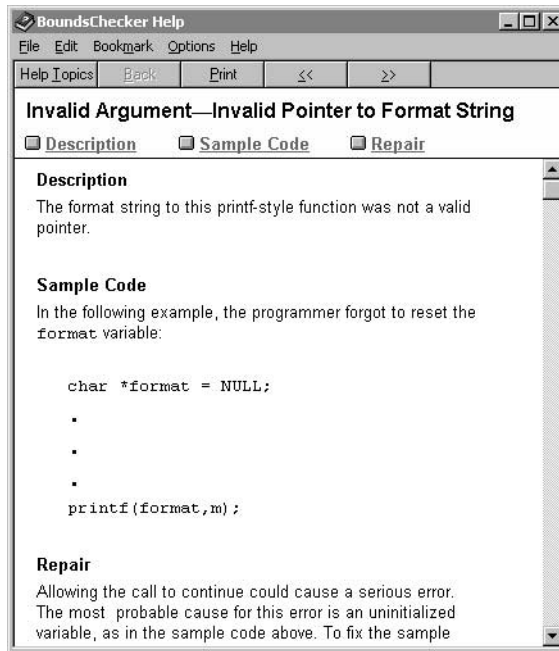 BoundsChecker Help
File Edit Bookmark Options Help
Help Topics Back Print << >>
Invalid Argument—Invalid Pointer to Format String
Description Sample Code Repair
Description
The format string to this printf-style function was not a valid
pointer.
Sample Code
In the following example, the programmer forgot to reset the
format variable:
char *format = NULL;
.
.
.
printf(format,m);
Repair
Allowing the call to continue could cause a serious error.
The most probable cause for this error is an uninitialized
variable, as in the sample code above. To fix the sample